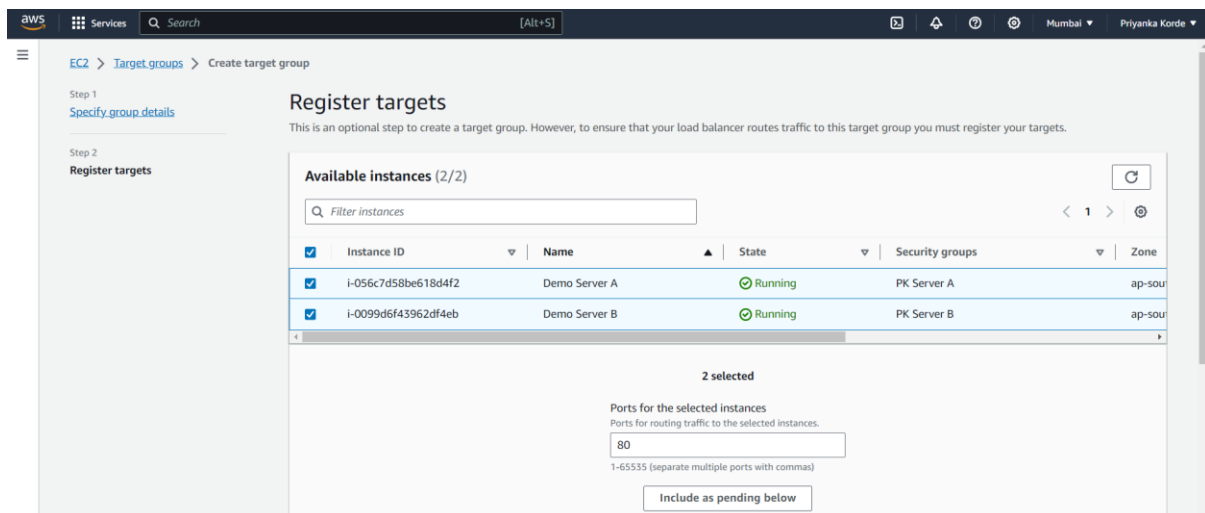 aws Services Search [Alt+S] Mumbai ▼ Priyanka Korde ▼
EC2 > Target groups > Create target group
Step 1
Specify group details
Step 2
Register targets
Register targets
This is an optional step to create a target group. However, to ensure that your load balancer routes traffic to this target group you must register your targets.
Available instances (2/2)
Filter instances
< 1 >
Instance ID Name State Security groups Zone
i-056c7d58be618d4f2 Demo Server A Running PK Server A ap-sou
i-0099d6f43962df4eb Demo Server B Running PK Server B ap-sou
2 selected
Ports for the selected instances
Ports for routing traffic to the selected instances.
80
1-65535 (separate multiple ports with commas)
Include as pending below